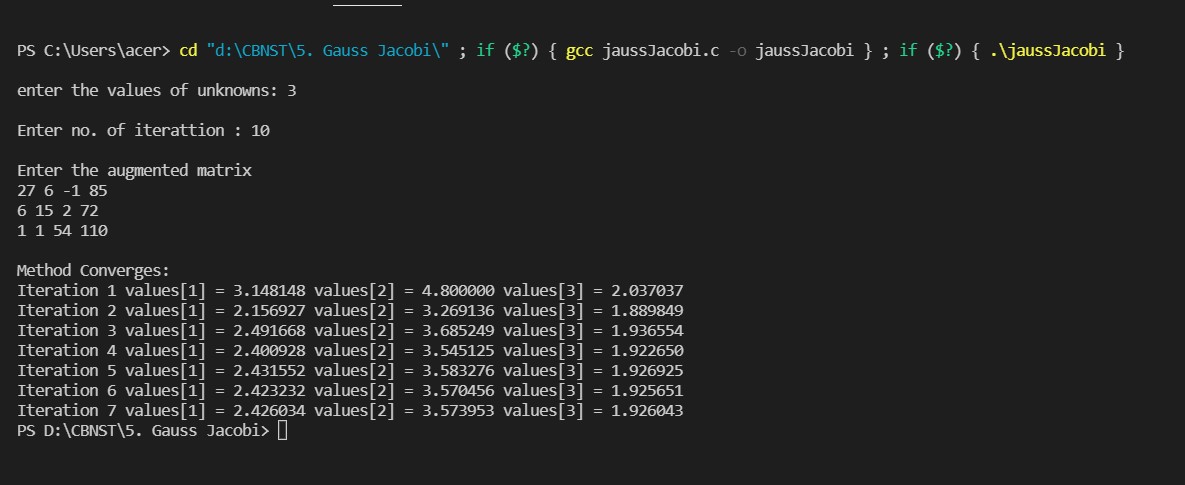 PS C:\Users\acer> cd "d:\CBNST\5. Gauss Jacobi\" ; if ($?) { gcc jaussJacobi.c -o jaussJacobi } ; if ($?) { .\jaussJacobi }
enter the values of unknowns: 3
Enter no. of iterattion : 10
Enter the augmented matrix
27 6 -1 85
6 15 2 72
1 1 54 110
Method Converges:
Iteration 1 values[1] = 3.148148 values[2] = 4.800000 values[3] = 2.037037
Iteration 2 values[1] = 2.156927 values[2] = 3.269136 values[3] = 1.889849
Iteration 3 values[1] = 2.491668 values[2] = 3.685249 values[3] = 1.936554
Iteration 4 values[1] = 2.400928 values[2] = 3.545125 values[3] = 1.922650
Iteration 5 values[1] = 2.431552 values[2] = 3.583276 values[3] = 1.926925
Iteration 6 values[1] = 2.423232 values[2] = 3.570456 values[3] = 1.925651
Iteration 7 values[1] = 2.426034 values[2] = 3.573953 values[3] = 1.926043
PS D:\CBNST\5. Gauss Jacobi>